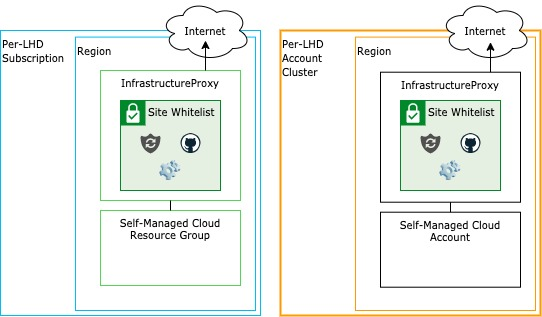 Internet
Per-LHD
Subscription
Region
InfrastructureProxy
Site Whitelist
Self-Managed Cloud
Resource Group
Internet
Per-LHD
Account
Cluster
Region
InfrastructureProxy
Site Whitelist
Self-Managed Cloud
Account